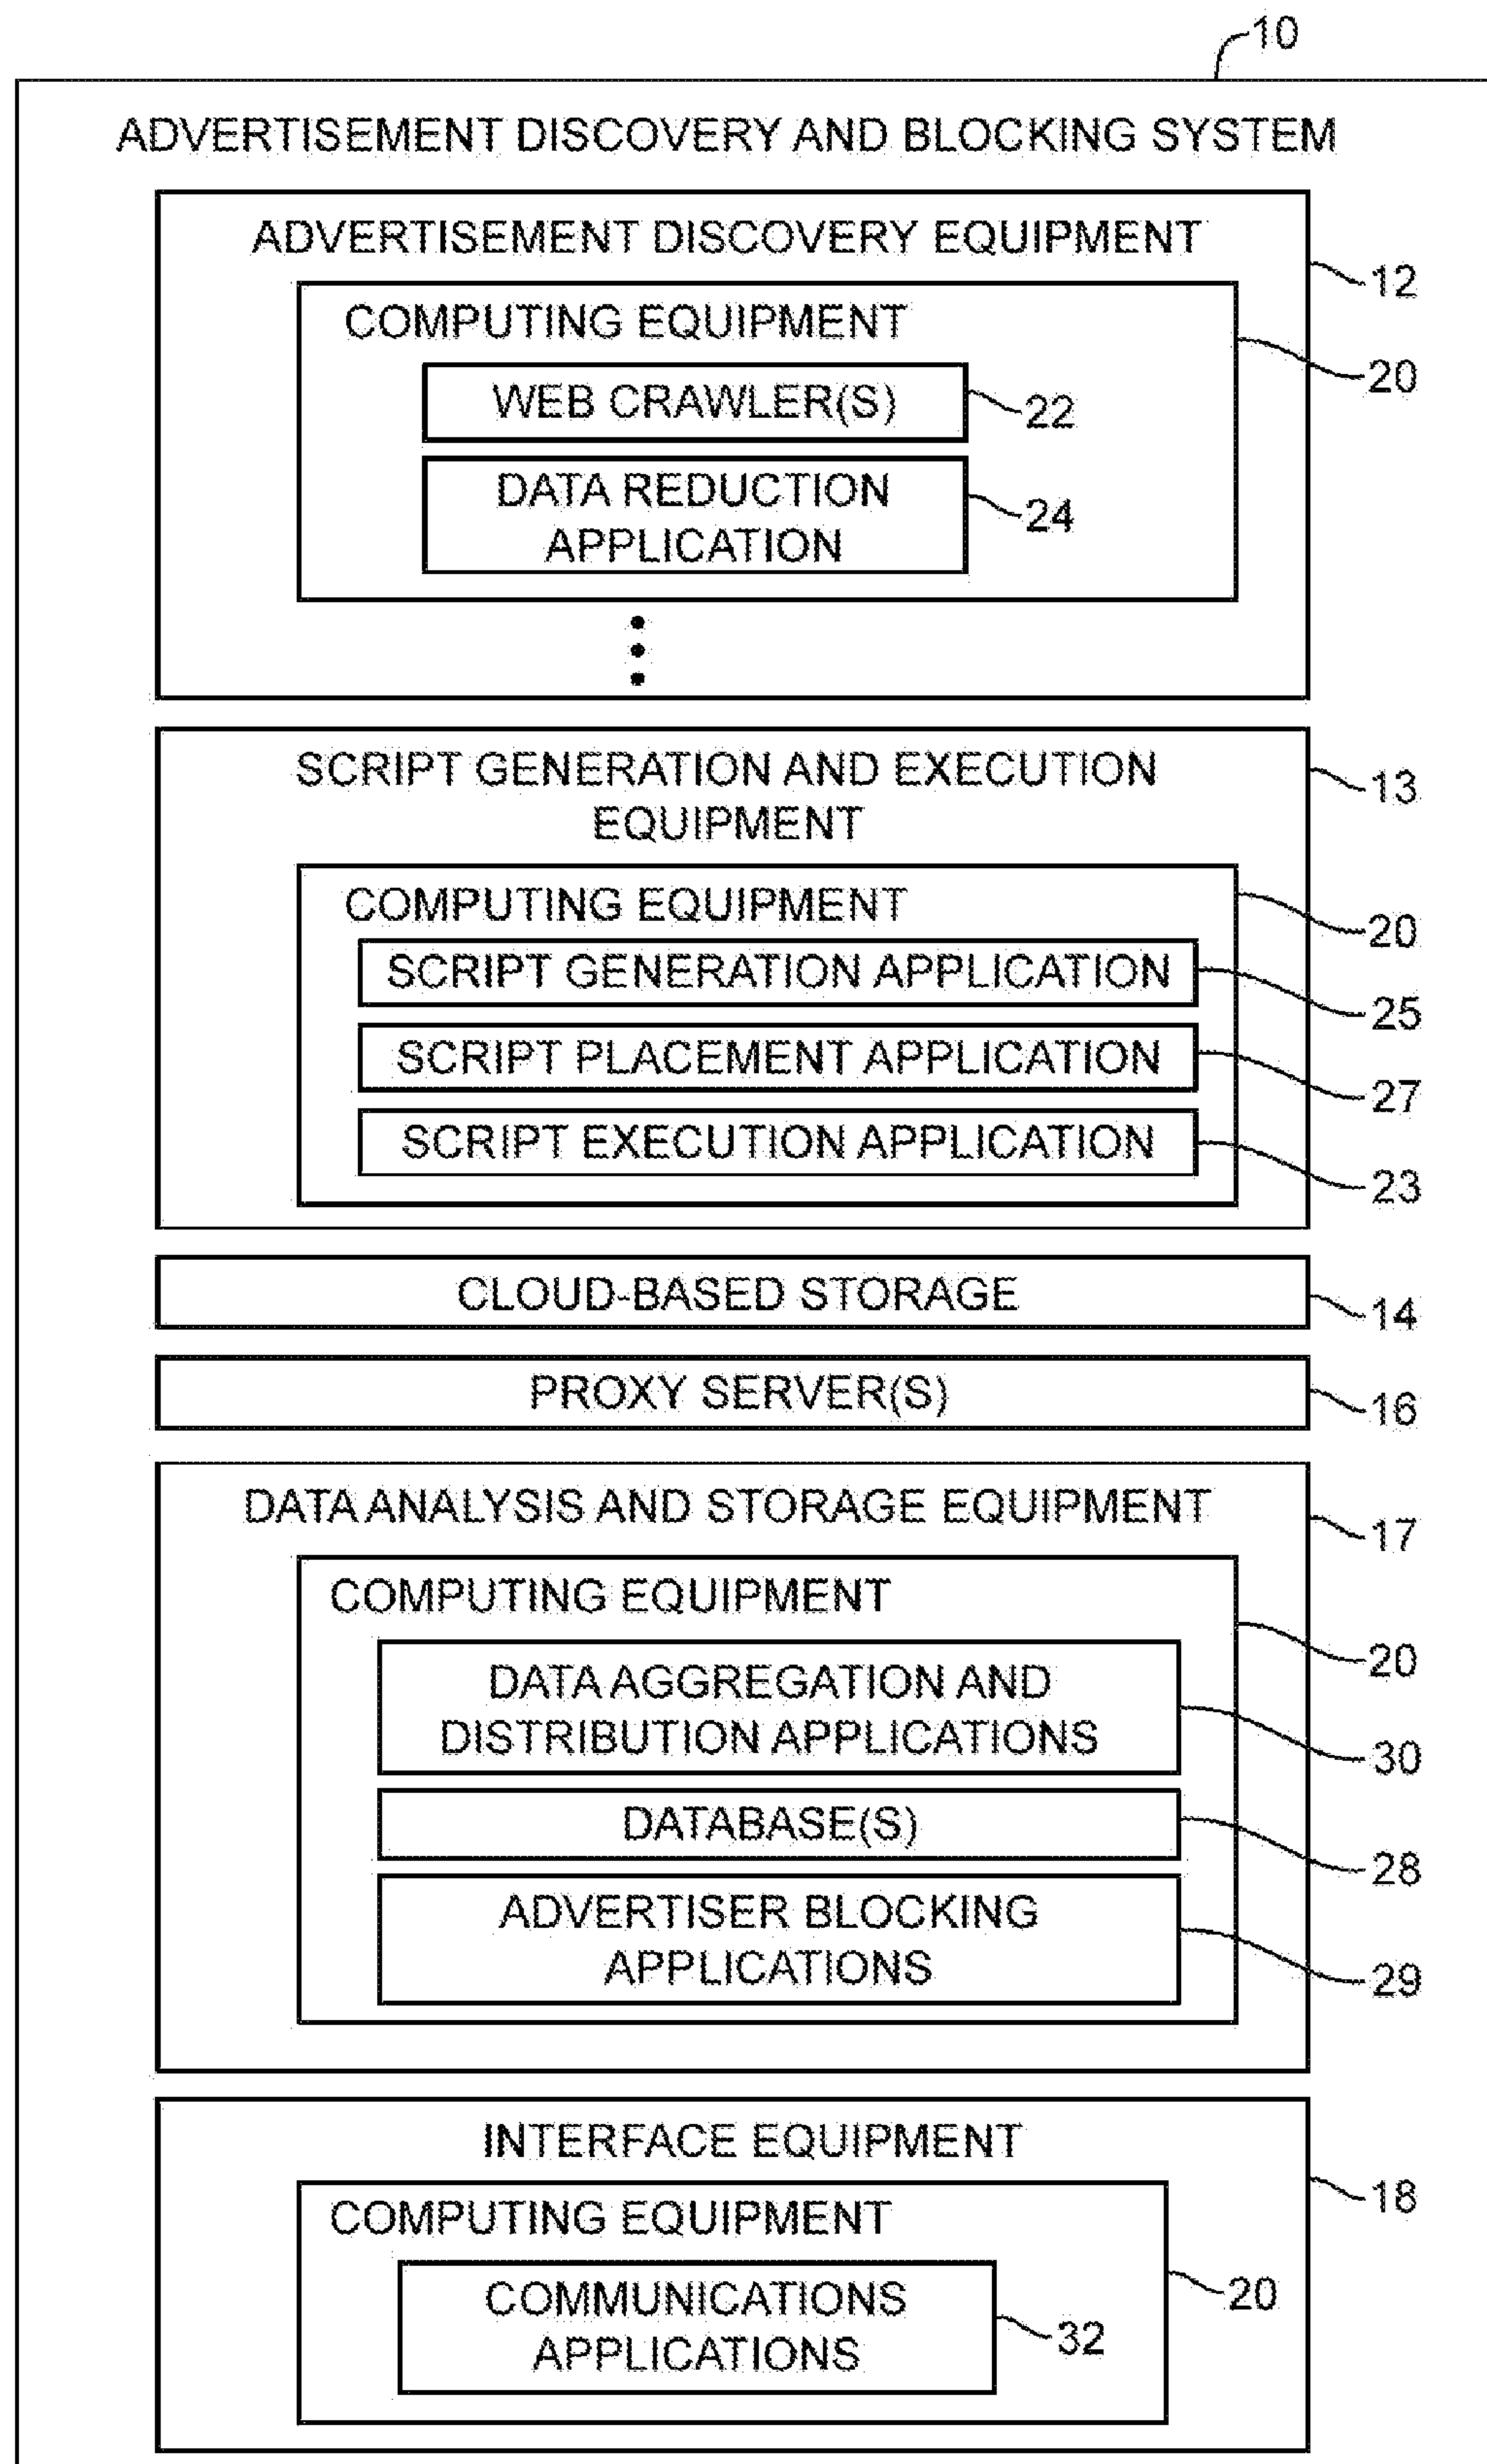 10
ADVERTISEMENT DISCOVERY AND BLOCKING SYSTEM
ADVERTISEMENT DISCOVERY EQUIPMENT
12
COMPUTING EQUIPMENT
20
WEB CRAWLER(S)
22
DATA REDUCTION
APPLICATION
24
SCRIPT GENERATION AND EXECUTION
EQUIPMENT
13
COMPUTING EQUIPMENT
20
SCRIPT GENERATION APPLICATION
25
SCRIPT PLACEMENT APPLICATION
27
SCRIPT EXECUTION APPLICATION
23
CLOUD-BASED STORAGE
14
PROXY SERVER(S)
16
DATA ANALYSIS AND STORAGE EQUIPMENT
17
COMPUTING EQUIPMENT
20
DATA AGGREGATION AND
DISTRIBUTION APPLICATIONS
30
DATABASE(S)
28
ADVERTISER BLOCKING
APPLICATIONS
29
INTERFACE EQUIPMENT
18
COMPUTING EQUIPMENT
20
COMMUNICATIONS
APPLICATIONS
32